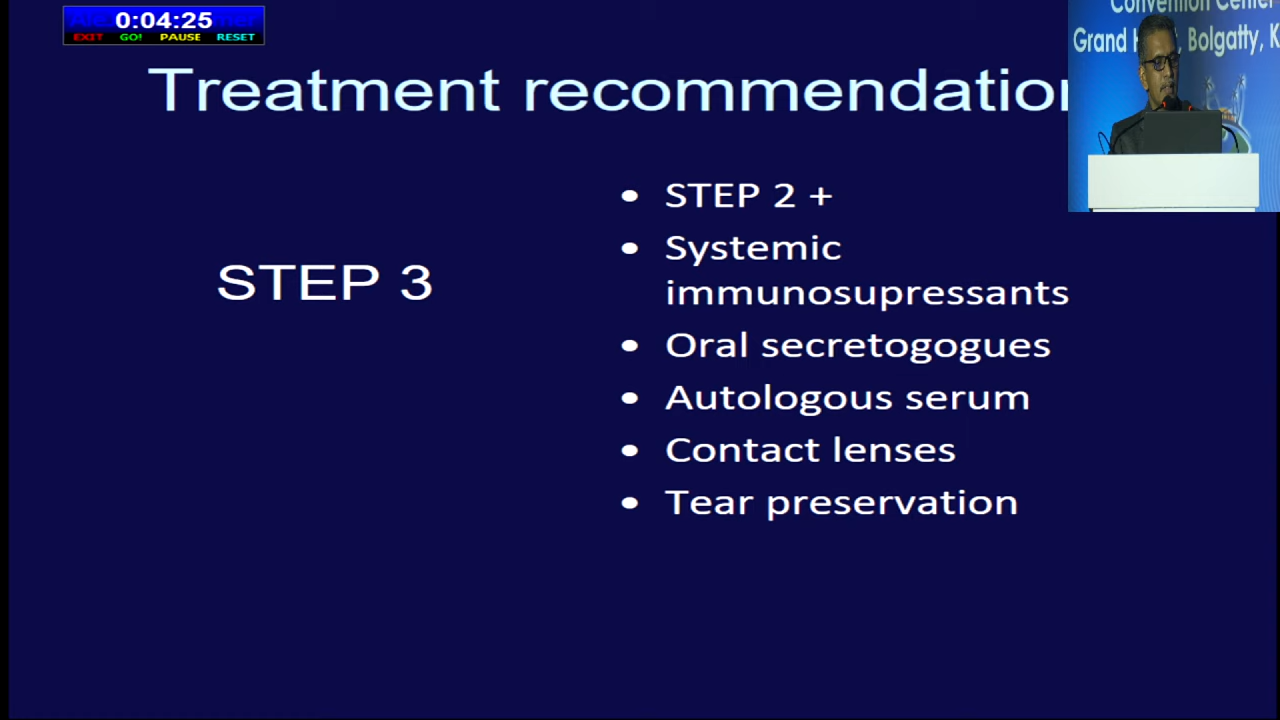 0:04:25
EXIT GO! PAUSE RESET
Convention Center
Grand H , Bolgatty, K
Treatment recommendation
STEP 3
• STEP 2 +
• Systemic
immunosupressants
• Oral secretogogues
• Autologous serum
• Contact lenses
• Tear preservation